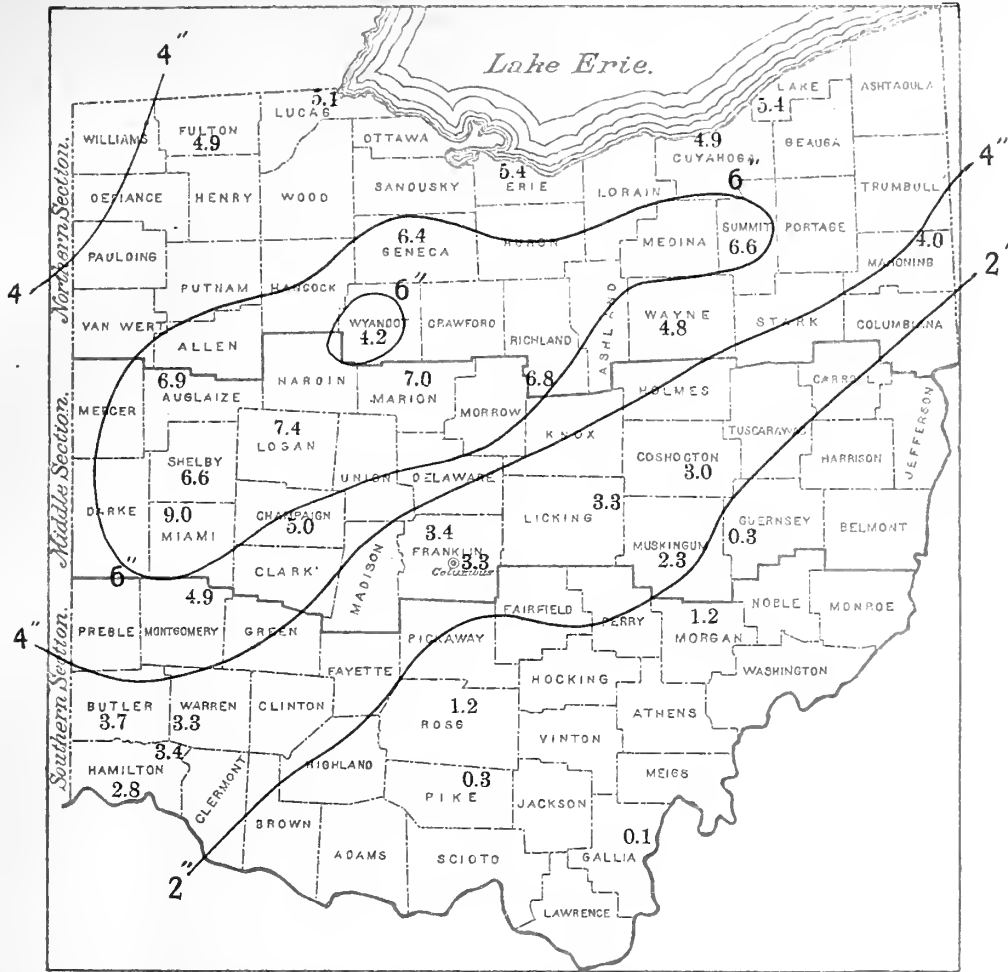 4"
Lake Erie.
LAKE
5.4
ASHTABULA
LUCAS
5.1
WILLIAMS
FULTON
4.9
OTTAWA
4.9
CUYAHOGA
GEAUGA
4"
Northern Section.
DEFIANCE
HENRY
WOOD
SANDUSKY
5.4
ERIE
LORAIN
6"
TRUMBULL
PAULDING
6.4
SENECA
HURON
MEDINA
SUMMIT
6.6
PORTAGE
4.0
MAHONING
2"
4"
PUTNAM
HANCOCK
6"
VAN WERT
ALLEN
WYANDOT
4.2
CRAWFORD
RICHLAND
ASHLAND
WAYNE
4.8
STARK
COLUMBIANA
Middle Section.
MERCER
6.9
AUGLAIZE
HARDIN
7.0
MARION
MORROW
6.8
HOLMES
CARROLL
JEFFERSON
7.4
LOGAN
UNION
DELAWARE
KNOX
TUSCARAWAS
SHELBY
6.6
COSHOCTON
3.0
HARRISON
DARKE
9.0
MIAMI
CHAMPAIGN
5.0
3.4
FRANKLIN
3.3
Columbus
LICKING
3.3
MUSKINGUM
2.3
GUERNSEY
0.3
BELMONT
6"
CLARK
MADISON
Southern Section.
4"
PREBLE
4.9
MONTGOMERY
GREEN
FAYETTE
PICKAWAY
FAIRFIELD
PERRY
1.2
MORGAN
NOBLE
MONROE
BUTLER
3.7
WARREN
3.3
CLINTON
1.2
ROSS
HOCKING
ATHENS
WASHINGTON
HAMILTON
2.8
3.4
CLERMONT
HIGHLAND
0.3
PIKE
VINTON
MEIGS
BROWN
JACKSON
0.1
GALLIA
2"
ADAMS
SCIOTO
LAWRENCE